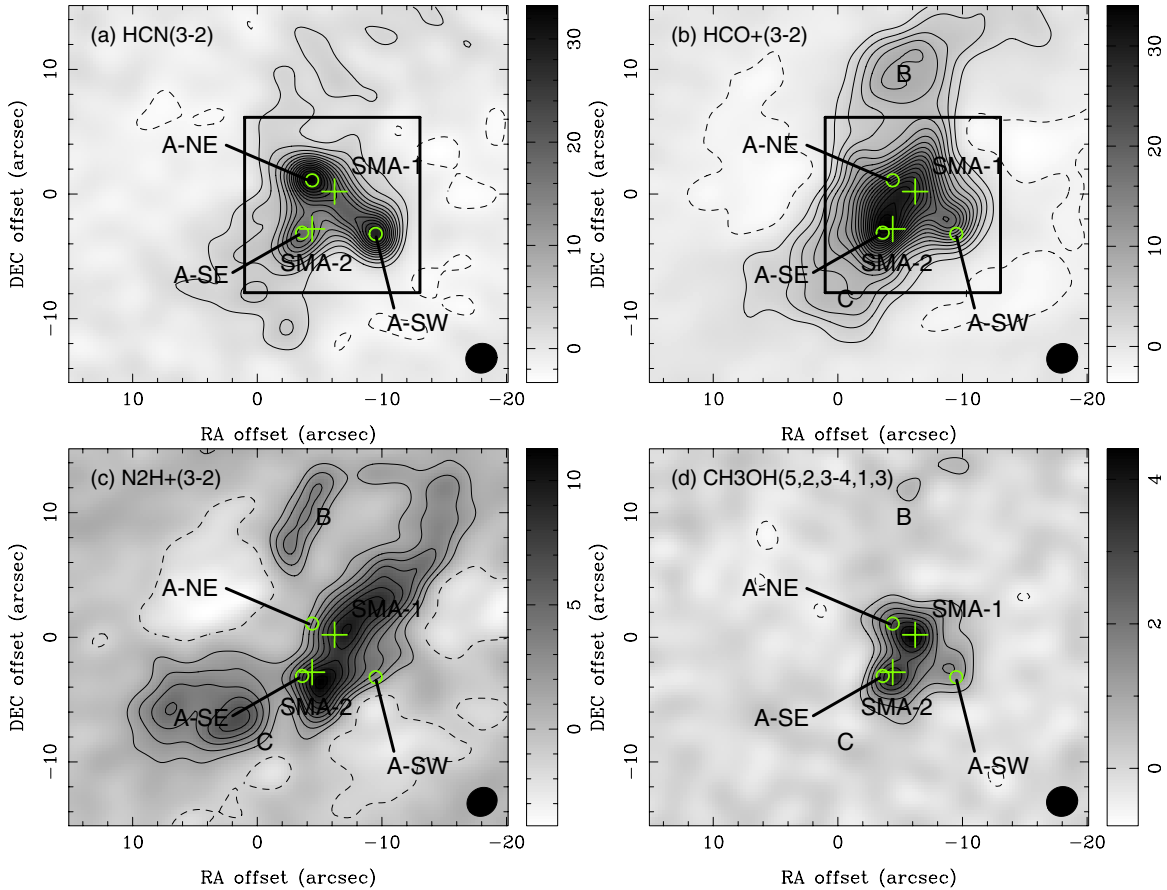 (a) HCN(3-2)
A-NE
SMA-1
A-SE
SMA-2
A-SW
10
0
-10
DEC offset (arcsec)
10
0
-10
-20
RA offset (arcsec)
30
20
10
0
(b) HCO+(3-2)
B
A-NE
SMA-1
A-SE
SMA-2
C
A-SW
10
0
-10
DEC offset (arcsec)
10
0
-10
-20
RA offset (arcsec)
30
20
10
0
(c) N2H+(3-2)
B
A-NE
SMA-1
A-SE
SMA-2
C
A-SW
10
0
-10
DEC offset (arcsec)
10
0
-10
-20
RA offset (arcsec)
10
5
0
(d) CH3OH(5,2,3-4,1,3)
B
A-NE
SMA-1
A-SE
SMA-2
C
A-SW
10
0
-10
DEC offset (arcsec)
10
0
-10
-20
RA offset (arcsec)
4
2
0